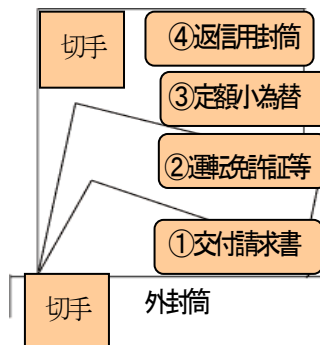 切手
④返信用封筒
③定額小為替
②運転免許証等
①交付請求書
切手
外封筒